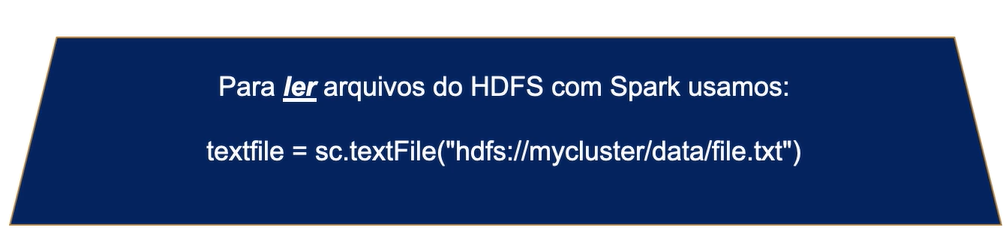 Para ler arquivos do HDFS com Spark usamos:
textfile = sc.textFile("hdfs://mycluster/data/file.txt")